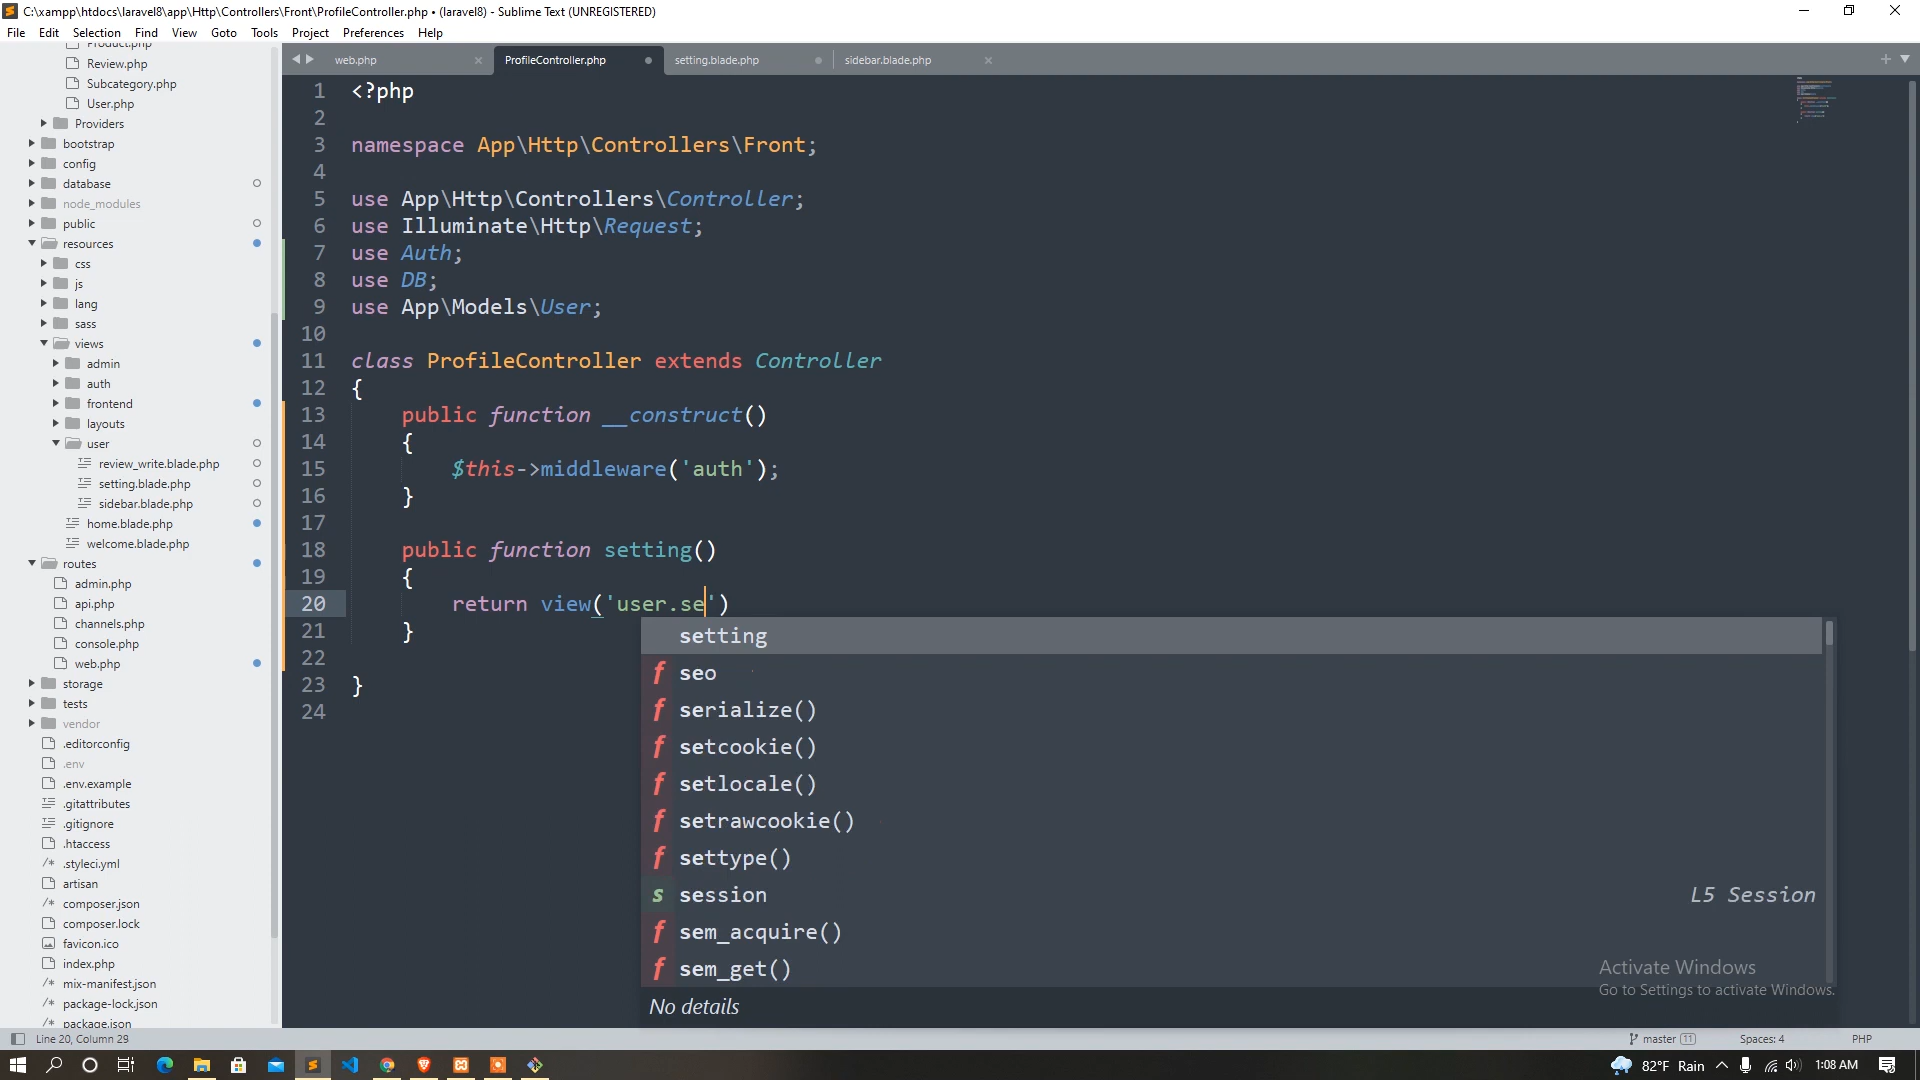 C:\xampp\htdocs\laravel8\app\Http\Controllers\Front\ProfileController.php • (laravel8) - Sublime Text (UNREGISTERED)
File Edit Selection Find View Goto Tools Project Preferences Help
Product.php
Review.php
Subcategory.php
User.php
Providers
bootstrap
config
database
node_modules
public
resources
css
js
lang
sass
views
admin
auth
frontend
layouts
user
review_write.blade.php
setting.blade.php
sidebar.blade.php
home.blade.php
welcome.blade.php
routes
admin.php
api.php
channels.php
console.php
web.php
storage
tests
vendor
.editorconfig
.env
.env.example
.gitattributes
.gitignore
.htaccess
.styleci.yml
artisan
composer.json
composer.lock
favicon.ico
index.php
mix-manifest.json
package-lock.json
package.json
web.php ProfileController.php setting.blade.php sidebar.blade.php
1 <?php
2
3 namespace App\Http\Controllers\Front;
4
5 use App\Http\Controllers\Controller;
6 use Illuminate\Http\Request;
7 use Auth;
8 use DB;
9 use App\Models\User;
10
11 class ProfileController extends Controller
12 {
13 public function __construct()
14 {
15 $this->middleware('auth');
16 }
17
18 public function setting()
19 {
20 return view('user.se')
21 }
22
23 }
24
setting
f seo
f serialize()
f setcookie()
f setlocale()
f setrawcookie()
f settype()
s session L5 Session
f sem_acquire()
f sem_get()
No details
Activate Windows
Go to Settings to activate Windows.
Line 20, Column 29 master 11 Spaces: 4 PHP
82°F Rain 1:08 AM